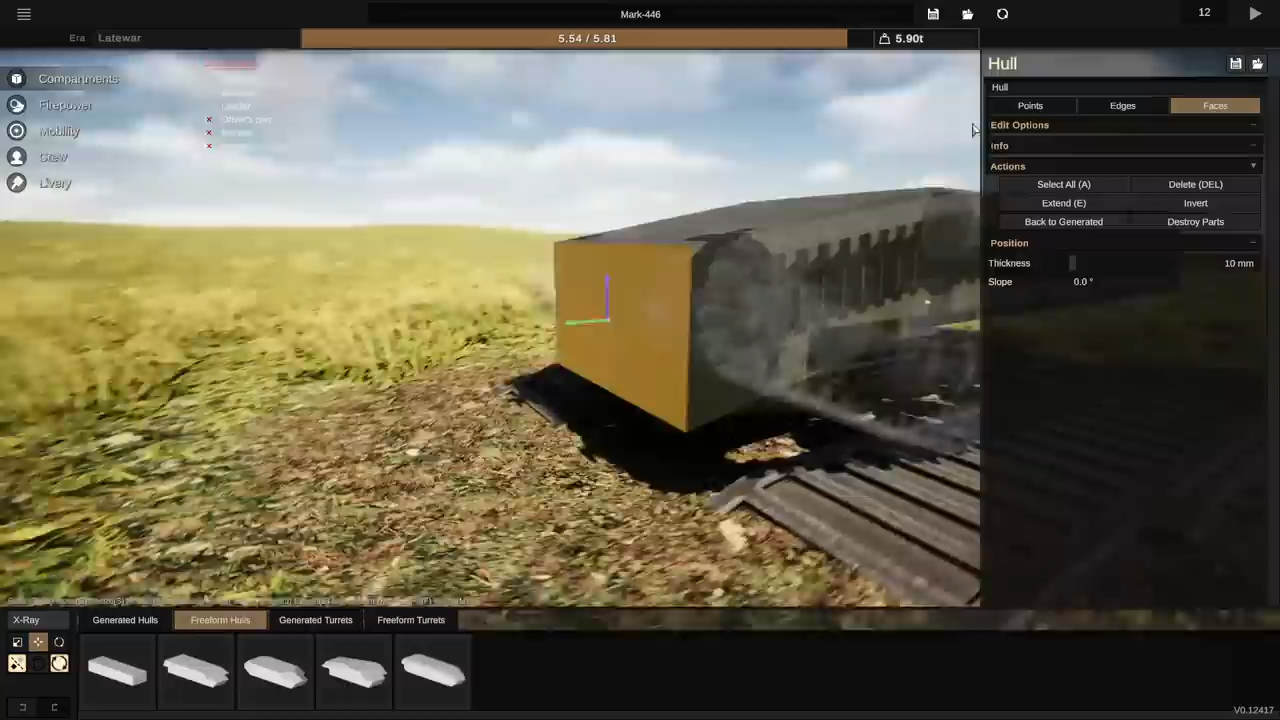 Mark-446
12
Era Latewar
5.54 / 5.81
5.90t
Compartments
Firepower
Mobility
Crew
Livery
Loader
Hull
Hull
Points Edges Faces
Edit Options
Info
Actions
Select All (A) Delete (DEL)
Extend (E) Invert
Back to Generated Destroy Parts
Position
Thickness 10 mm
Slope 0.0 °
X-Ray Generated Hulls Freeform Hulls Generated Turrets Freeform Turrets
V0.12417